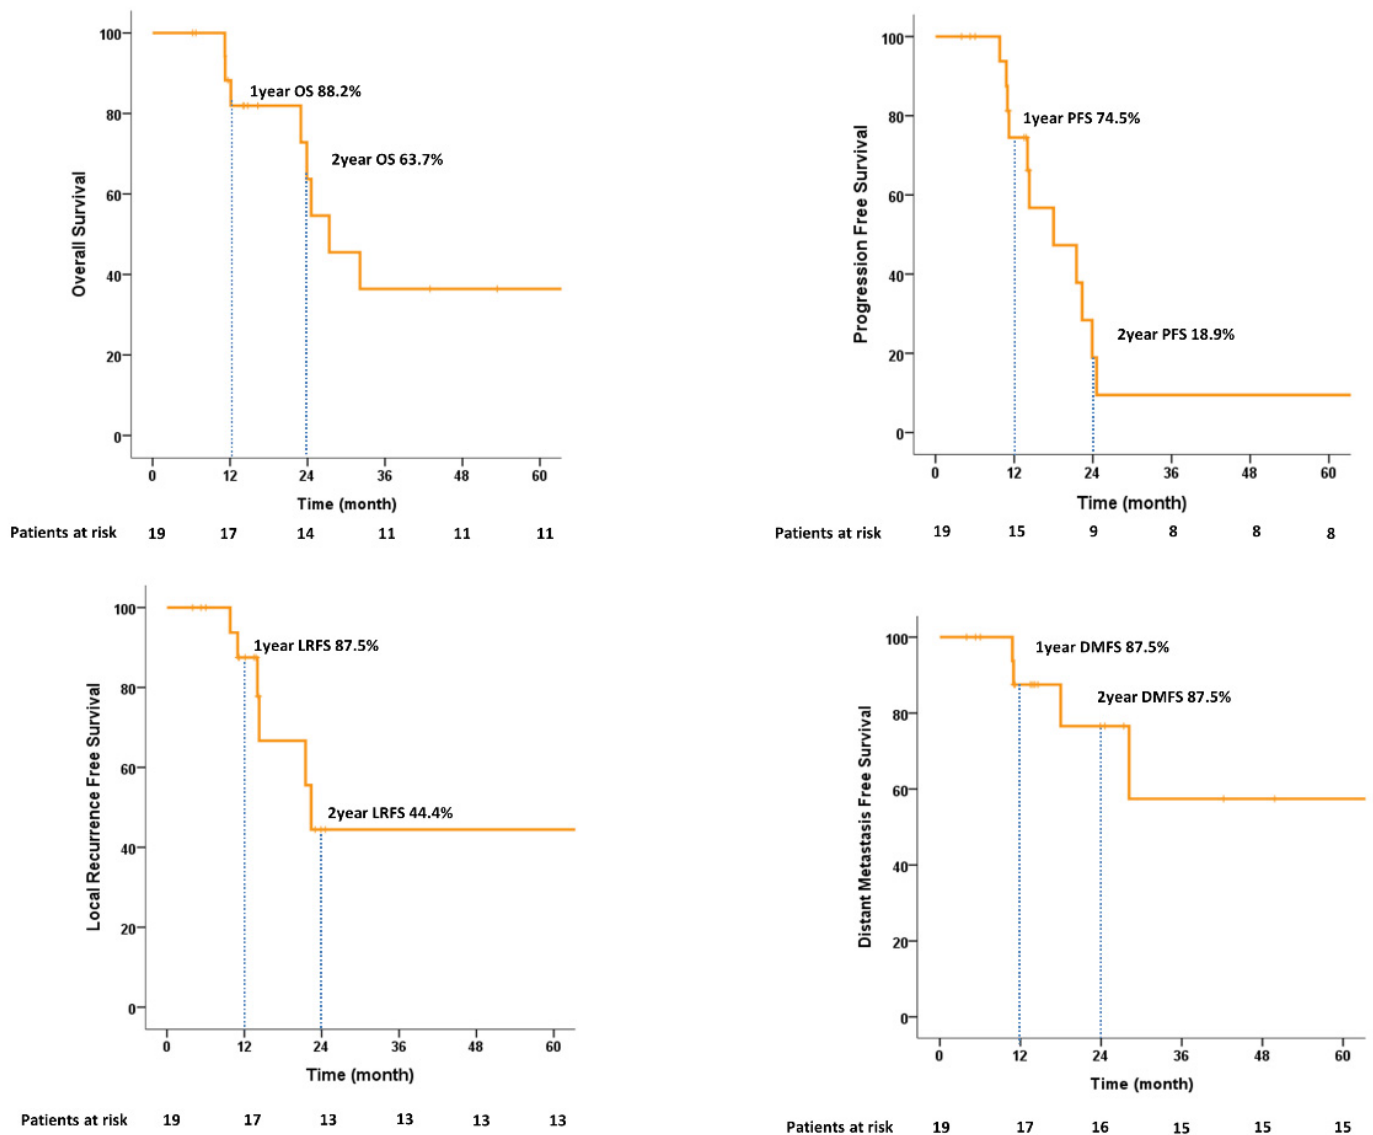 100
80
60
40
20
0
Overall Survival
1year OS 88.2%
2year OS 63.7%
0 12 24 36 48 60
Time (month)
Patients at risk 19 17 14 11 11 11
100
80
60
40
20
0
Progression Free Survival
1year PFS 74.5%
2year PFS 18.9%
0 12 24 36 48 60
Time (month)
Patients at risk 19 15 9 8 8 8
100
80
60
40
20
0
Local Recurrence Free Survival
1year LRFS 87.5%
2year LRFS 44.4%
0 12 24 36 48 60
Time (month)
Patients at risk 19 17 13 13 13 13
100
80
60
40
20
0
Distant Metastasis Free Survival
1year DMFS 87.5%
2year DMFS 87.5%
0 12 24 36 48 60
Time (month)
Patients at risk 19 17 16 15 15 15